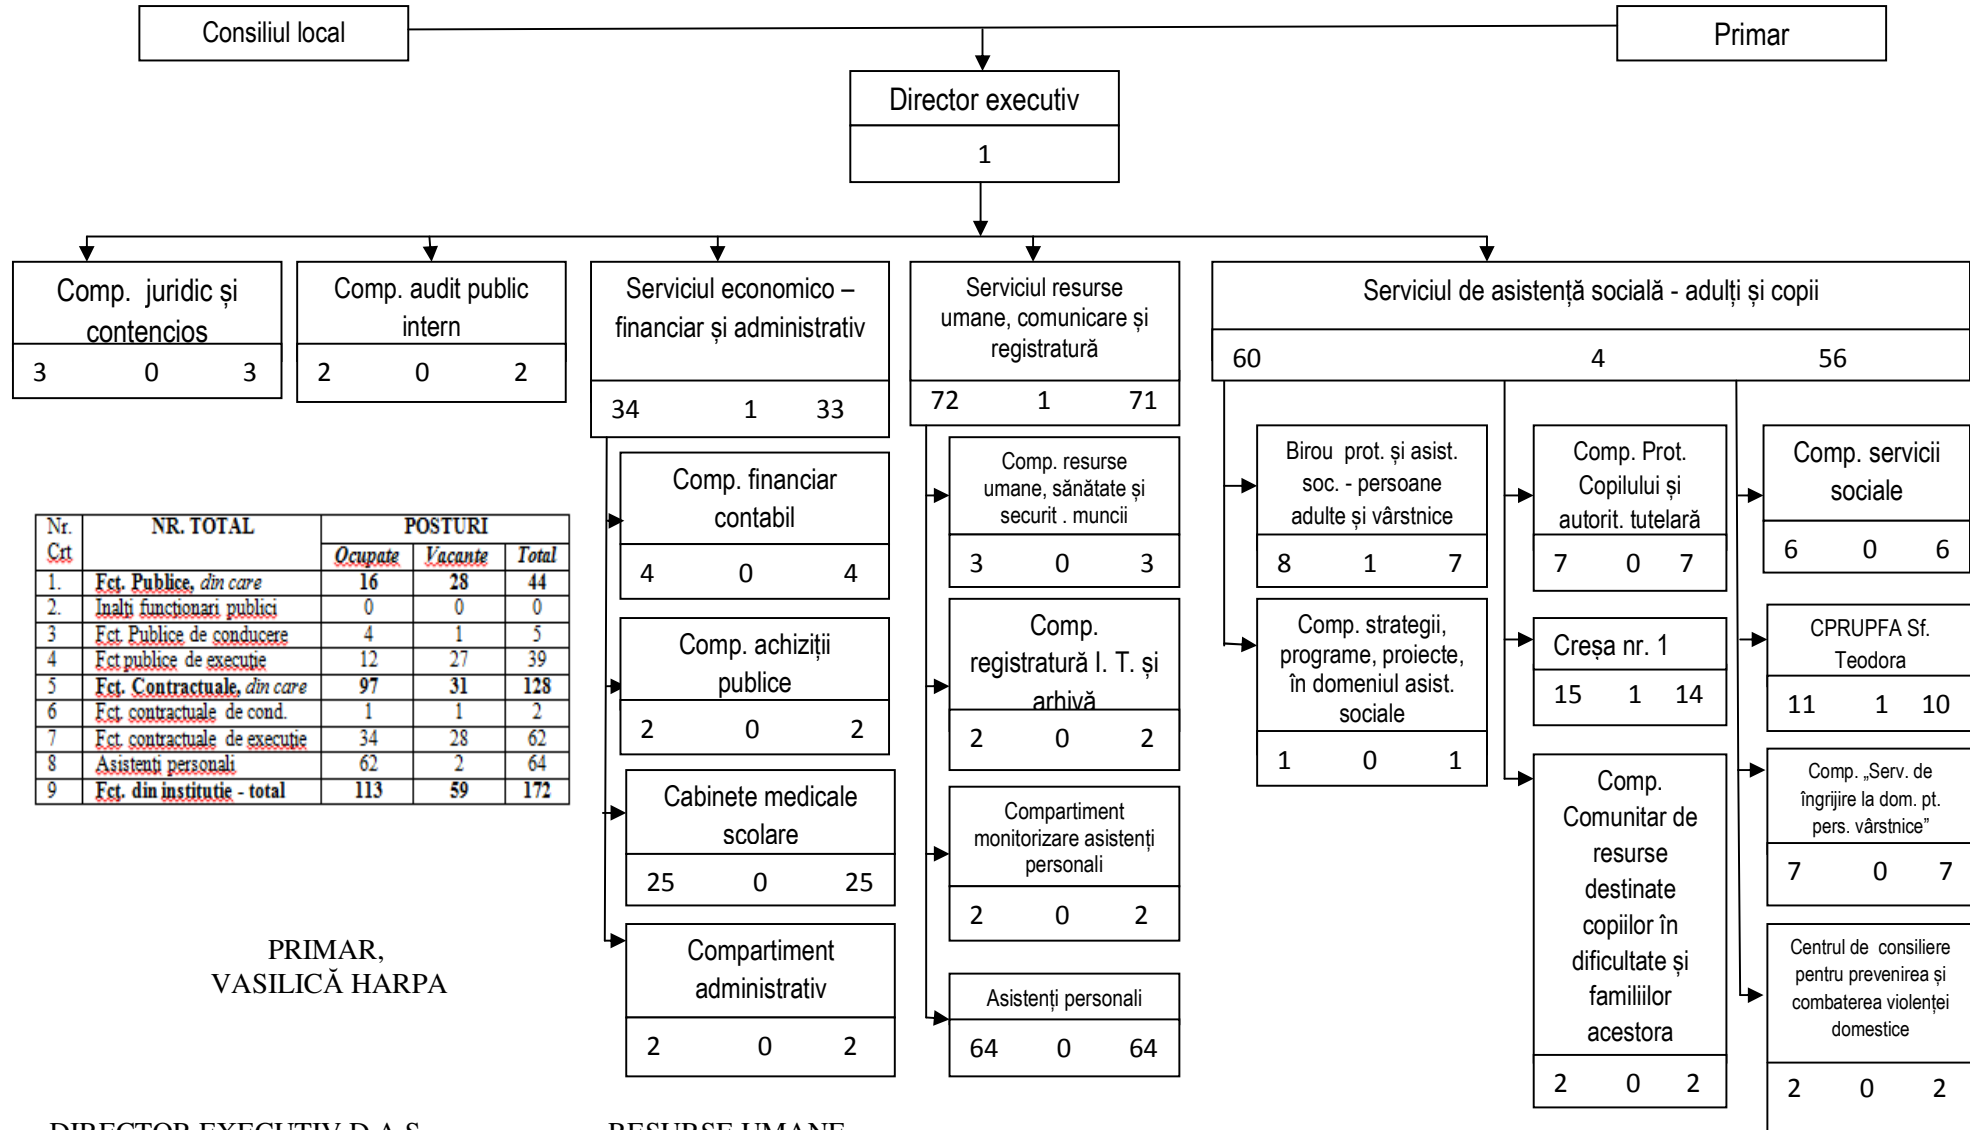 Consiliul local
Primar
Director executiv
1
Comp. juridic și
contencios
3 0 3
Comp. audit public
intern
2 0 2
Serviciul economico –
financiar și administrativ
34 1 33
Serviciul resurse
umane, comunicare și
registratură
72 1 71
Serviciul de asistență socială - adulți și copii
60 4 56
Comp. financiar
contabil
4 0 4
Comp. achiziții
publice
2 0 2
Cabinete medicale
scolare
25 0 25
Compartiment
administrativ
2 0 2
Comp. resurse
umane, sănătate și
securit . muncii
3 0 3
Comp.
registratură I. T. și
arhivă
2 0 2
Compartiment
monitorizare asistenți
personali
2 0 2
Asistenți personali
64 0 64
Birou prot. și asist.
soc. - persoane
adulte și vârstnice
8 1 7
Comp. strategii,
programe, proiecte,
în domeniul asist.
sociale
1 0 1
Comp. Prot.
Copilului și
autorit. tutelară
7 0 7
Creșa nr. 1
15 1 14
Comp.
Comunitar de
resurse
destinate
copiilor în
dificultate și
familiilor
acestora
2 0 2
Comp. servicii
sociale
6 0 6
CPRUPFA Sf.
Teodora
11 1 10
Comp. „Serv. de
îngrijire la dom. pt.
pers. vârstnice”
7 0 7
Centrul de consiliere
pentru prevenirea și
combaterea violenței
domestice
2 0 2
Nr. Crt NR. TOTAL POSTURI
Ocupate Vacante Total
1. Fct. Publice, din care 16 28 44
2. Inalți funcționari publici 0 0 0
3 Fct. Publice de conducere 4 1 5
4 Fct publice de execuție 12 27 39
5 Fct. Contractuale, din care 97 31 128
6 Fct. contractuale de cond. 1 1 2
7 Fct. contractuale de execuție 34 28 62
8 Asistenți personali 62 2 64
9 Fct. din institutie - total 113 59 172
PRIMAR,
VASILICĂ HARPA
DIRECTOR EXECUTIV D.A.S. RESURSE UMANE